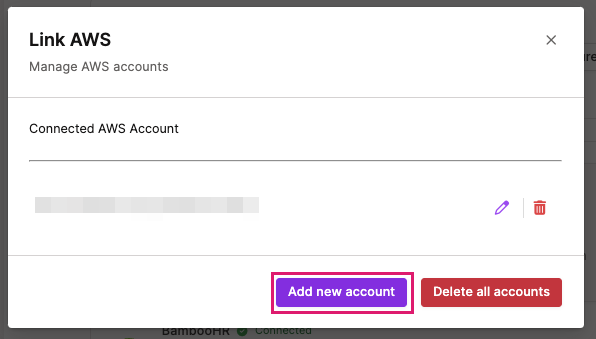 Link AWS
Manage AWS accounts
Connected AWS Account
Add new account
Delete all accounts
BambooHR
Connected